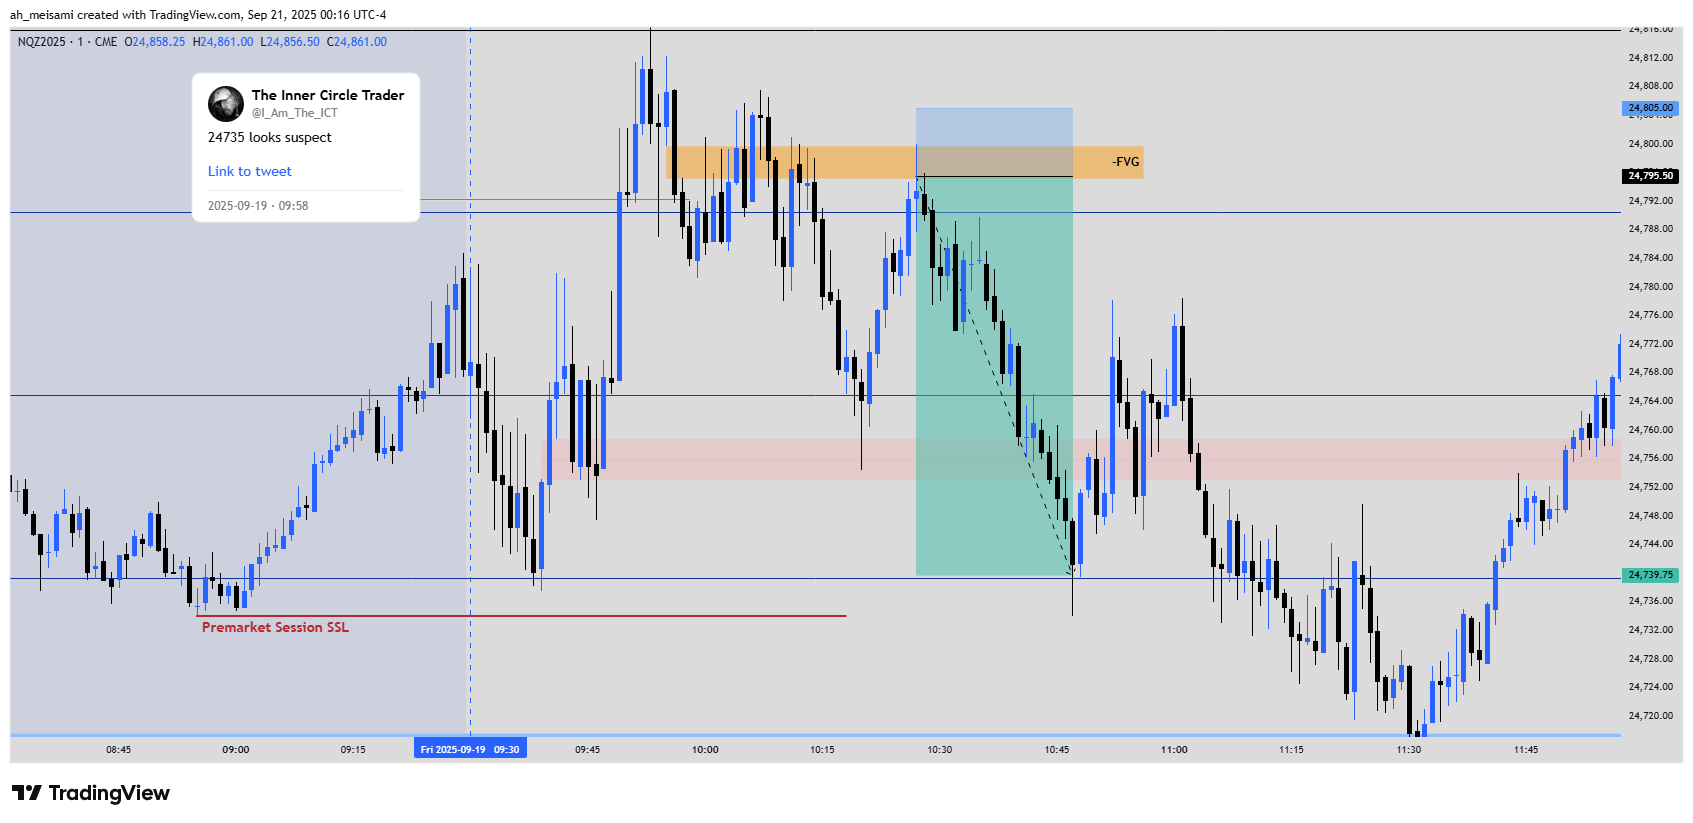 ah_meisami created with TradingView.com, Sep 21, 2025 00:16 UTC-4
NQZ2025 · 1 · CME O24,858.25 H24,861.00 L24,856.50 C24,861.00
The Inner Circle Trader
@I_Am_The_ICT
24735 looks suspect
Link to tweet
2025-09-19 · 09:58
-FVG
Premarket Session SSL
24,816.00
24,812.00
24,808.00
24,805.00
24,804.00
24,800.00
24,795.50
24,792.00
24,788.00
24,784.00
24,780.00
24,776.00
24,772.00
24,768.00
24,764.00
24,760.00
24,756.00
24,752.00
24,748.00
24,744.00
24,739.75
24,736.00
24,732.00
24,728.00
24,724.00
24,720.00
08:45 09:00 09:15 Fri 2025-09-19 09:30 09:45 10:00 10:15 10:30 10:45 11:00 11:15 11:30 11:45
TradingView